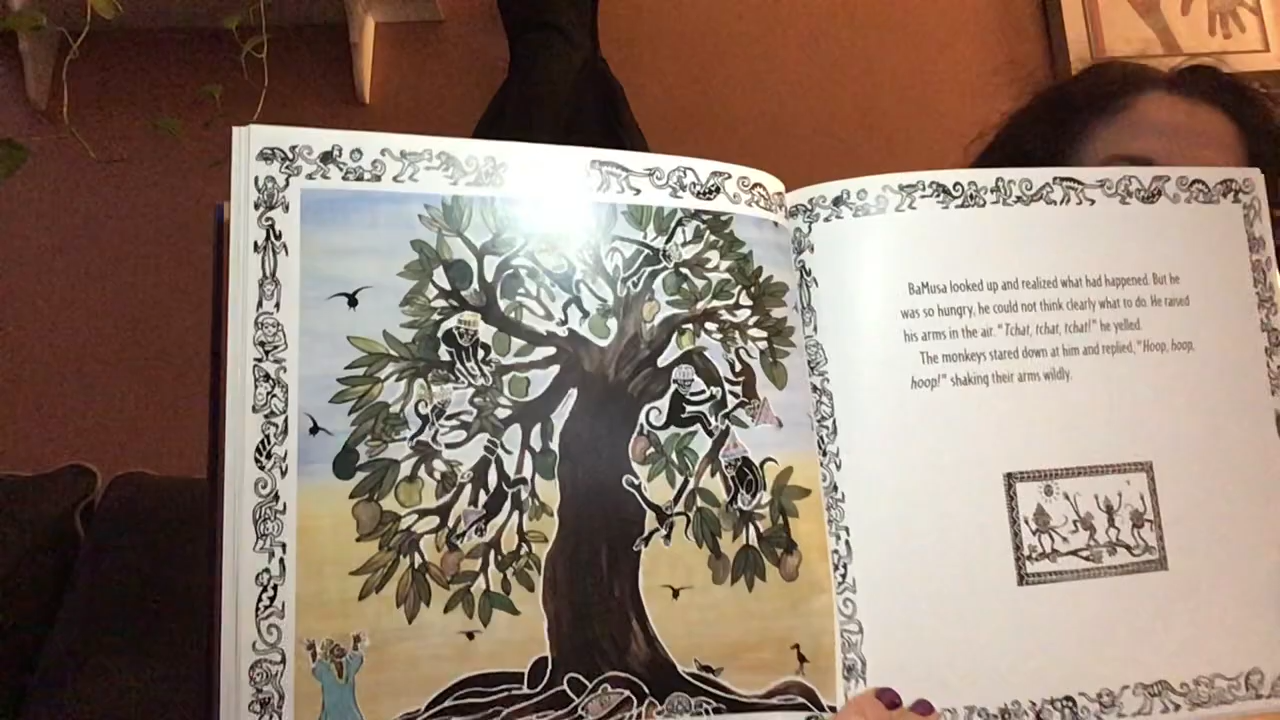 BaMusa looked up and realized what had happened. But he
was so hungry, he could not think clearly what to do. He raised
his arms in the air. "Tchat, tchat, tchat!" he yelled.
The monkeys stared down at him and replied, "Hoop, hoop,
hoop!" shaking their arms wildly.